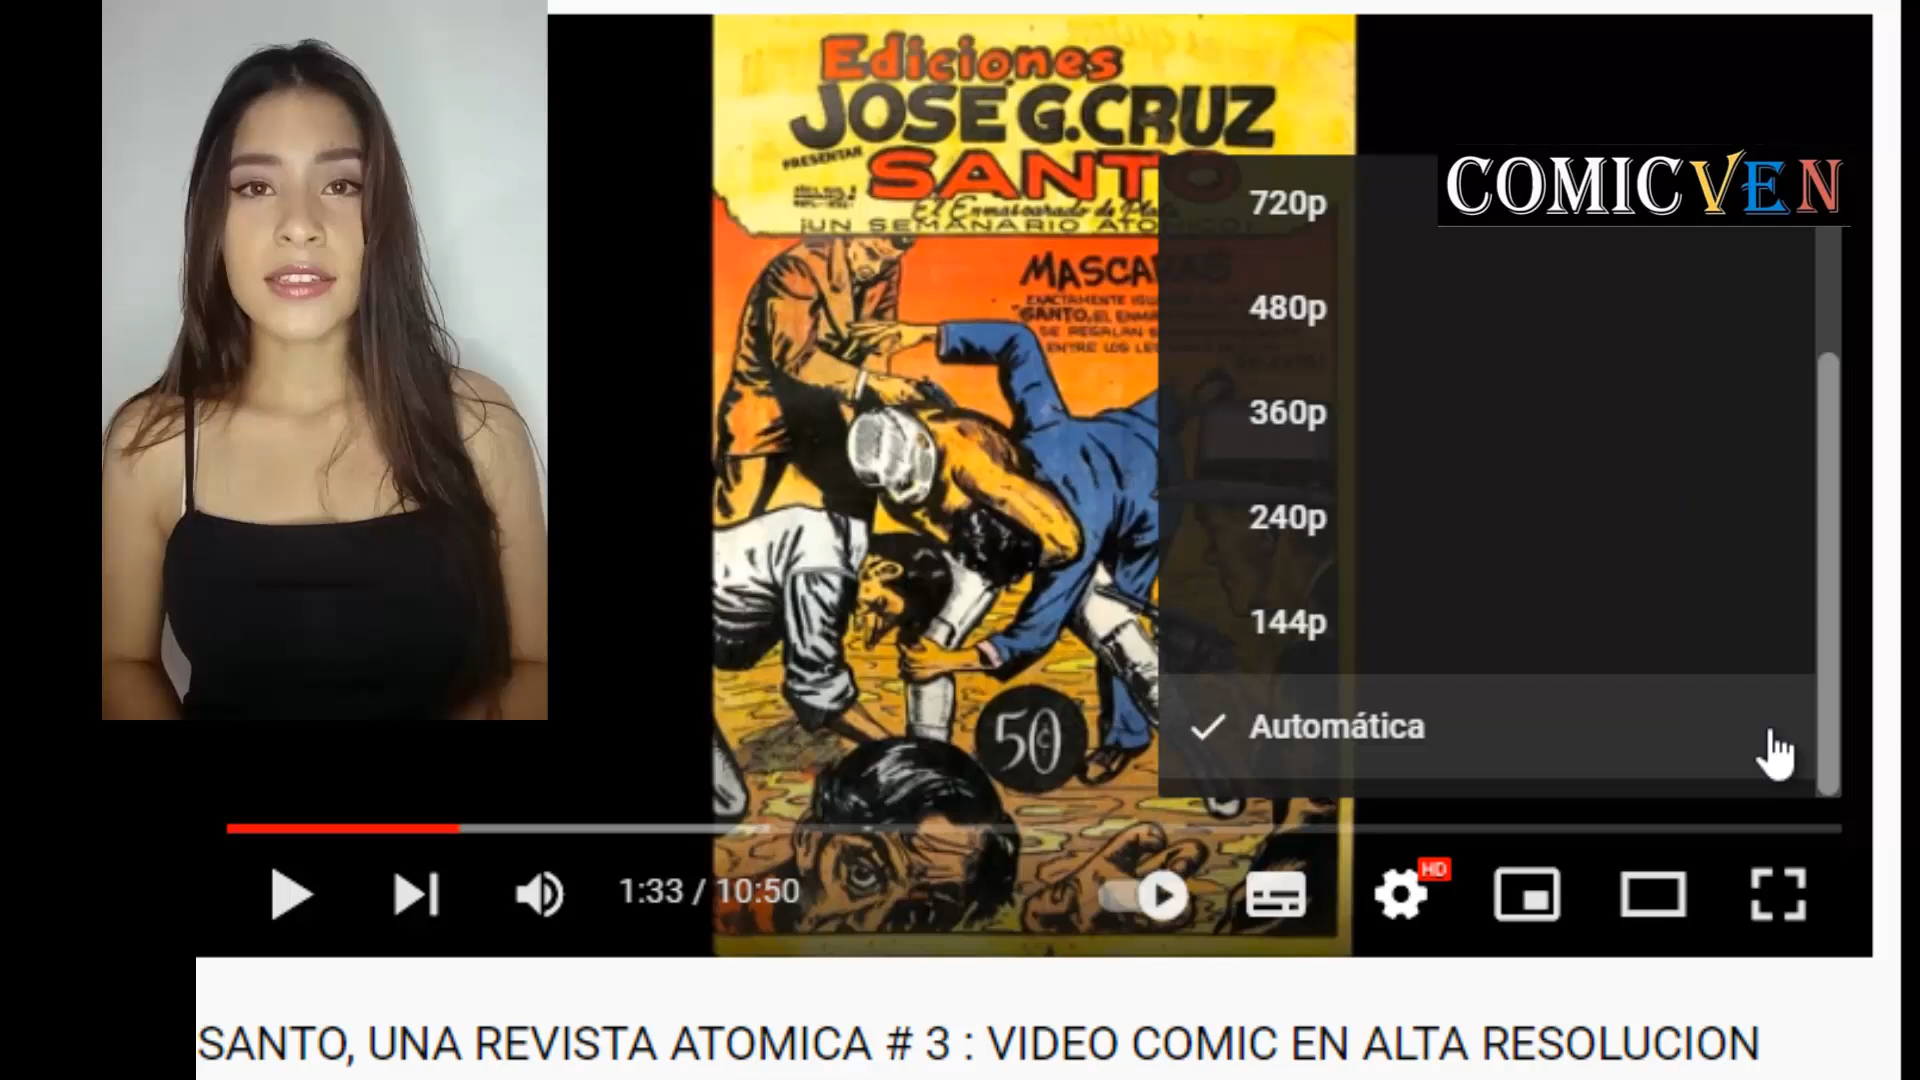 Ediciones
JOSE G. CRUZ
PRESENTAN
SANTO
El Enmascarado de Plata
¡UN SEMANARIO ATOMICO!
MASCARAS
EXACTAMENTE
SANTO, EL
SE REGALAN
ENTRE LOS
50¢
COMICVEN
720p
480p
360p
240p
144p
Automática
1:33 / 10:50
HD
SANTO, UNA REVISTA ATOMICA # 3 : VIDEO COMIC EN ALTA RESOLUCION